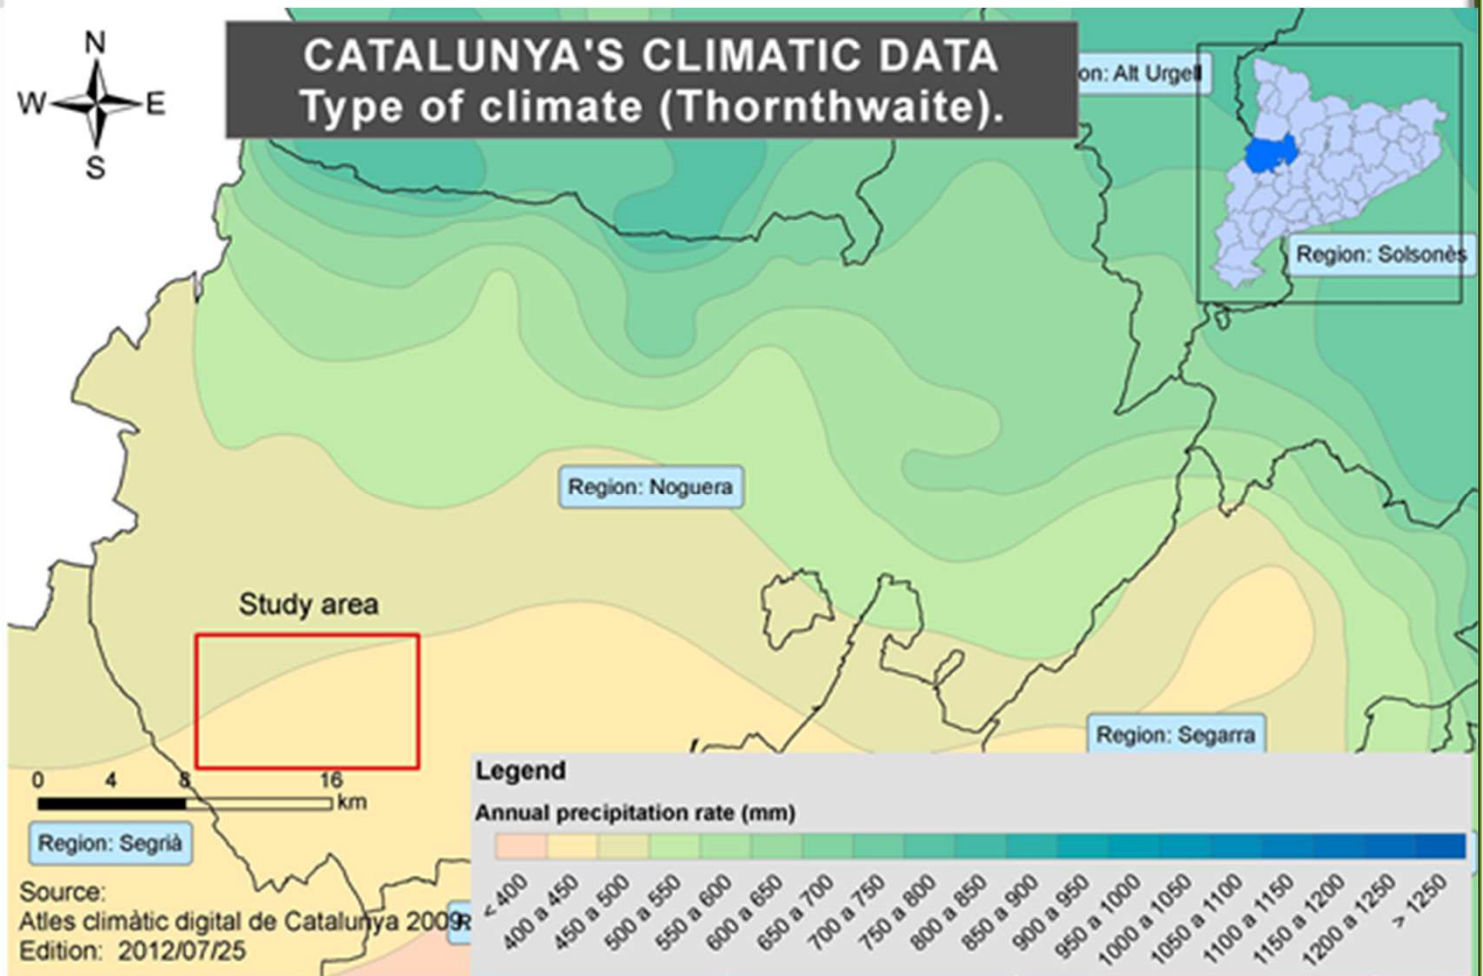 CATALUNYA'S CLIMATIC DATA
Type of climate (Thornthwaite).
N
W E
S
on: Alt Urgell
Region: Solsonès
Region: Noguera
Study area
Region: Segarra
0 4 8 16
km
Region: Segrià
Source:
Atles climàtic digital de Catalunya 2009
Edition: 2012/07/25
Legend
Annual precipitation rate (mm)
< 400
400 a 450
450 a 500
500 a 550
550 a 600
600 a 650
650 a 700
700 a 750
750 a 800
800 a 850
850 a 900
900 a 950
950 a 1000
1000 a 1050
1050 a 1100
1100 a 1150
1150 a 1200
1200 a 1250
> 1250